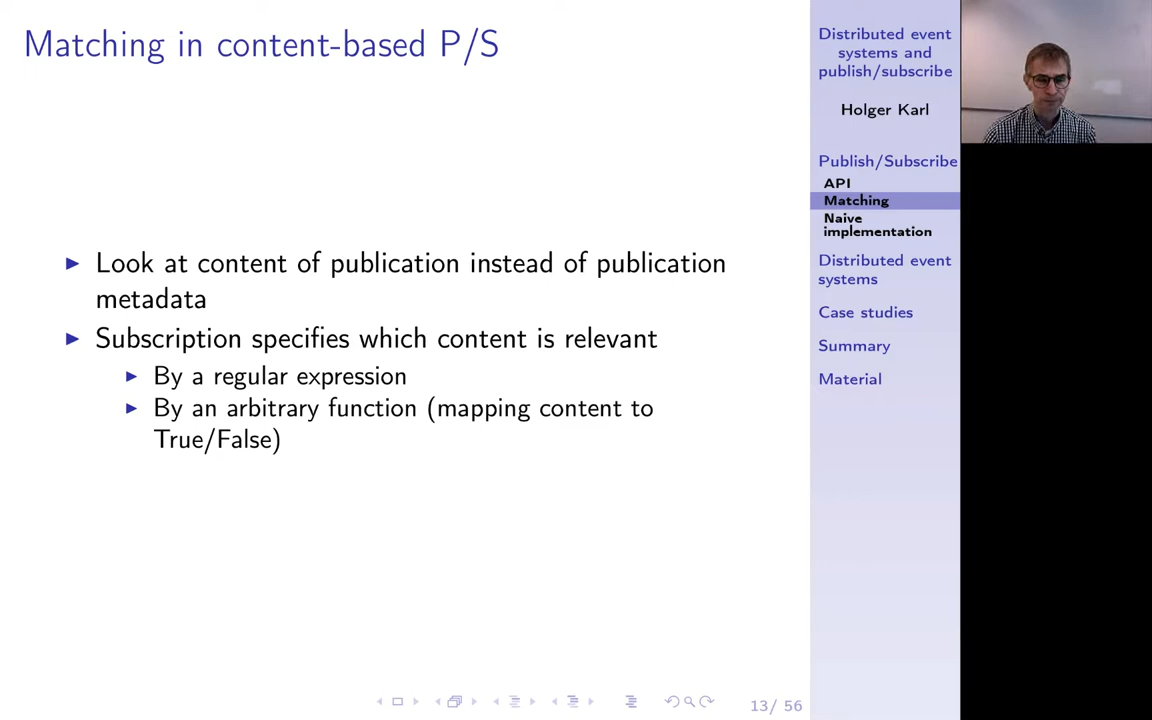 Matching in content-based P/S
Look at content of publication instead of publication
metadata
Subscription specifies which content is relevant
By a regular expression
By an arbitrary function (mapping content to
True/False)
13/ 56
Distributed event
systems and
publish/subscribe
Holger Karl
Publish/Subscribe
API
Matching
Naive
implementation
Distributed event
systems
Case studies
Summary
Material